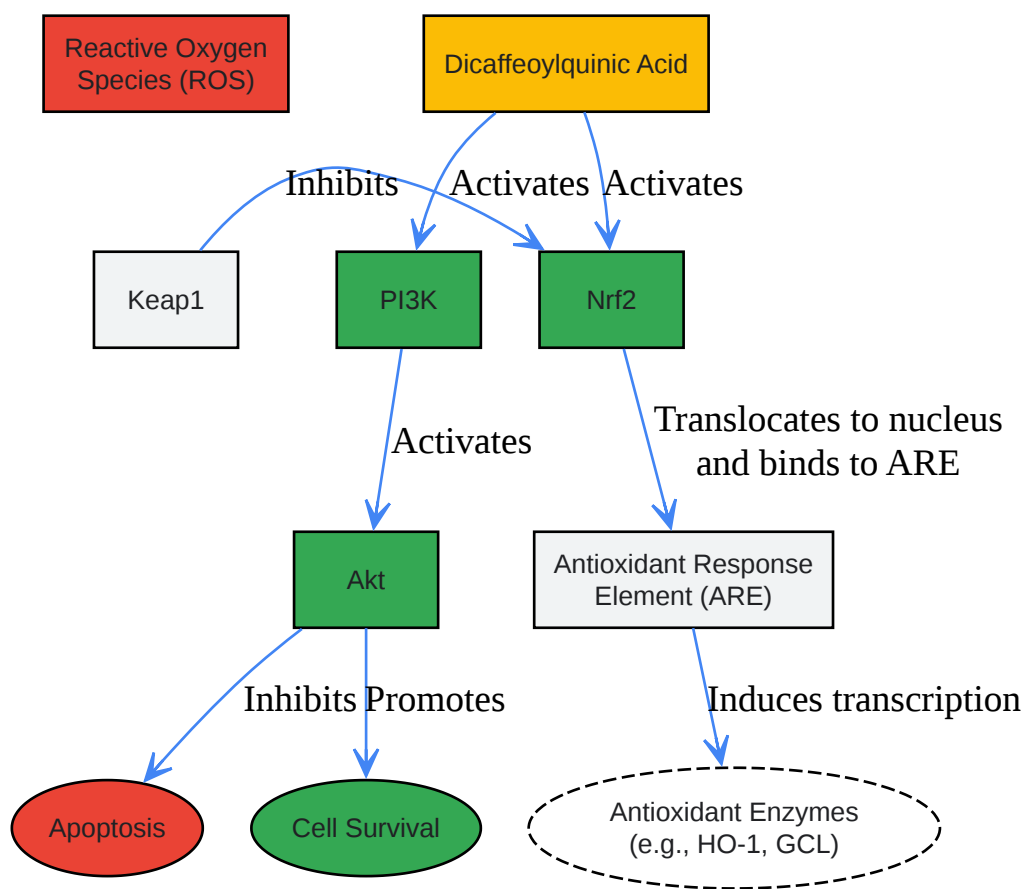 Reactive Oxygen
Species (ROS)
Dicaffeoylquinic Acid
Inhibits
Activates
Activates
Keap1
PI3K
Nrf2
Activates
Translocates to nucleus
and binds to ARE
Akt
Antioxidant Response
Element (ARE)
Inhibits
Promotes
Induces transcription
Apoptosis
Cell Survival
Antioxidant Enzymes
(e.g., HO-1, GCL)